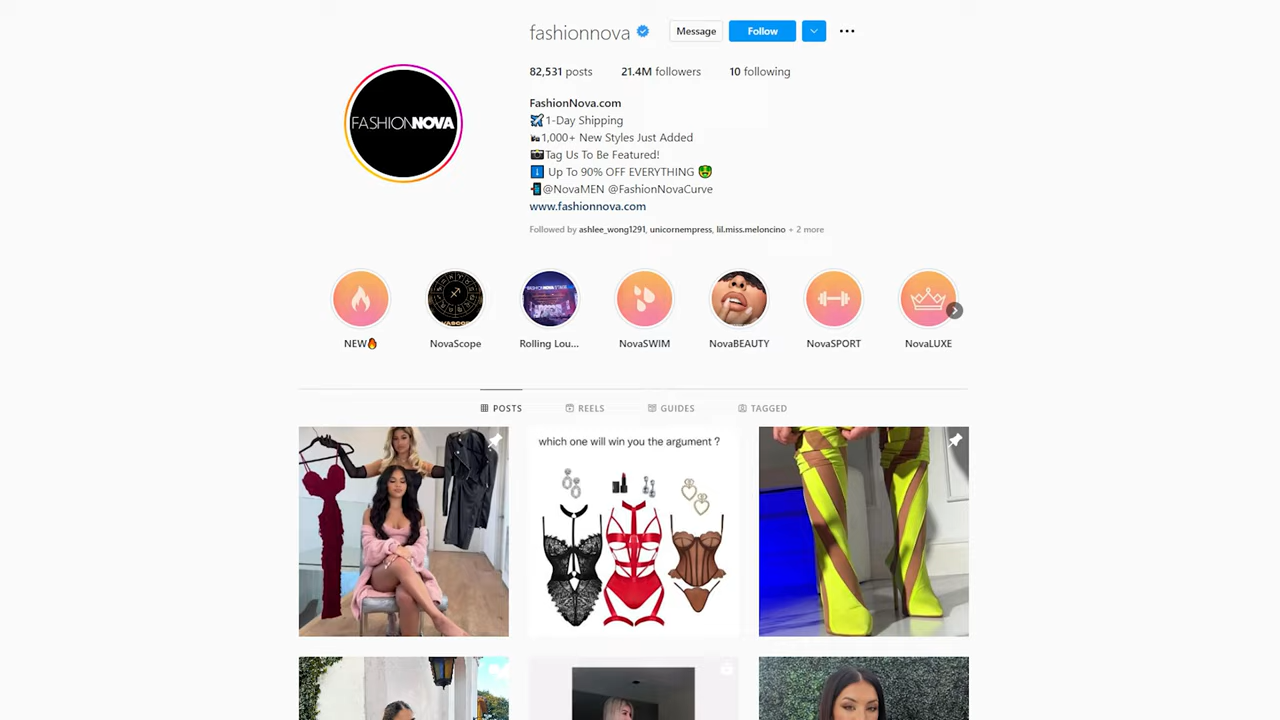 fashionnova
Message
Follow
82,531 posts
21.4M followers
10 following
FASHIONNOVA
FashionNova.com
✈️1-Day Shipping
1,000+ New Styles Just Added
📸Tag Us To Be Featured!
⬇️ Up To 90% OFF EVERYTHING 🤑
📲@NovaMEN @FashionNovaCurve
www.fashionnova.com
Followed by ashlee_wong1291, unicornempress, lil.miss.meloncino + 2 more
NEW🔥
NovaScope
Rolling Lou...
NovaSWIM
NovaBEAUTY
NovaSPORT
NovaLUXE
POSTS
REELS
GUIDES
TAGGED
which one will win you the argument ?